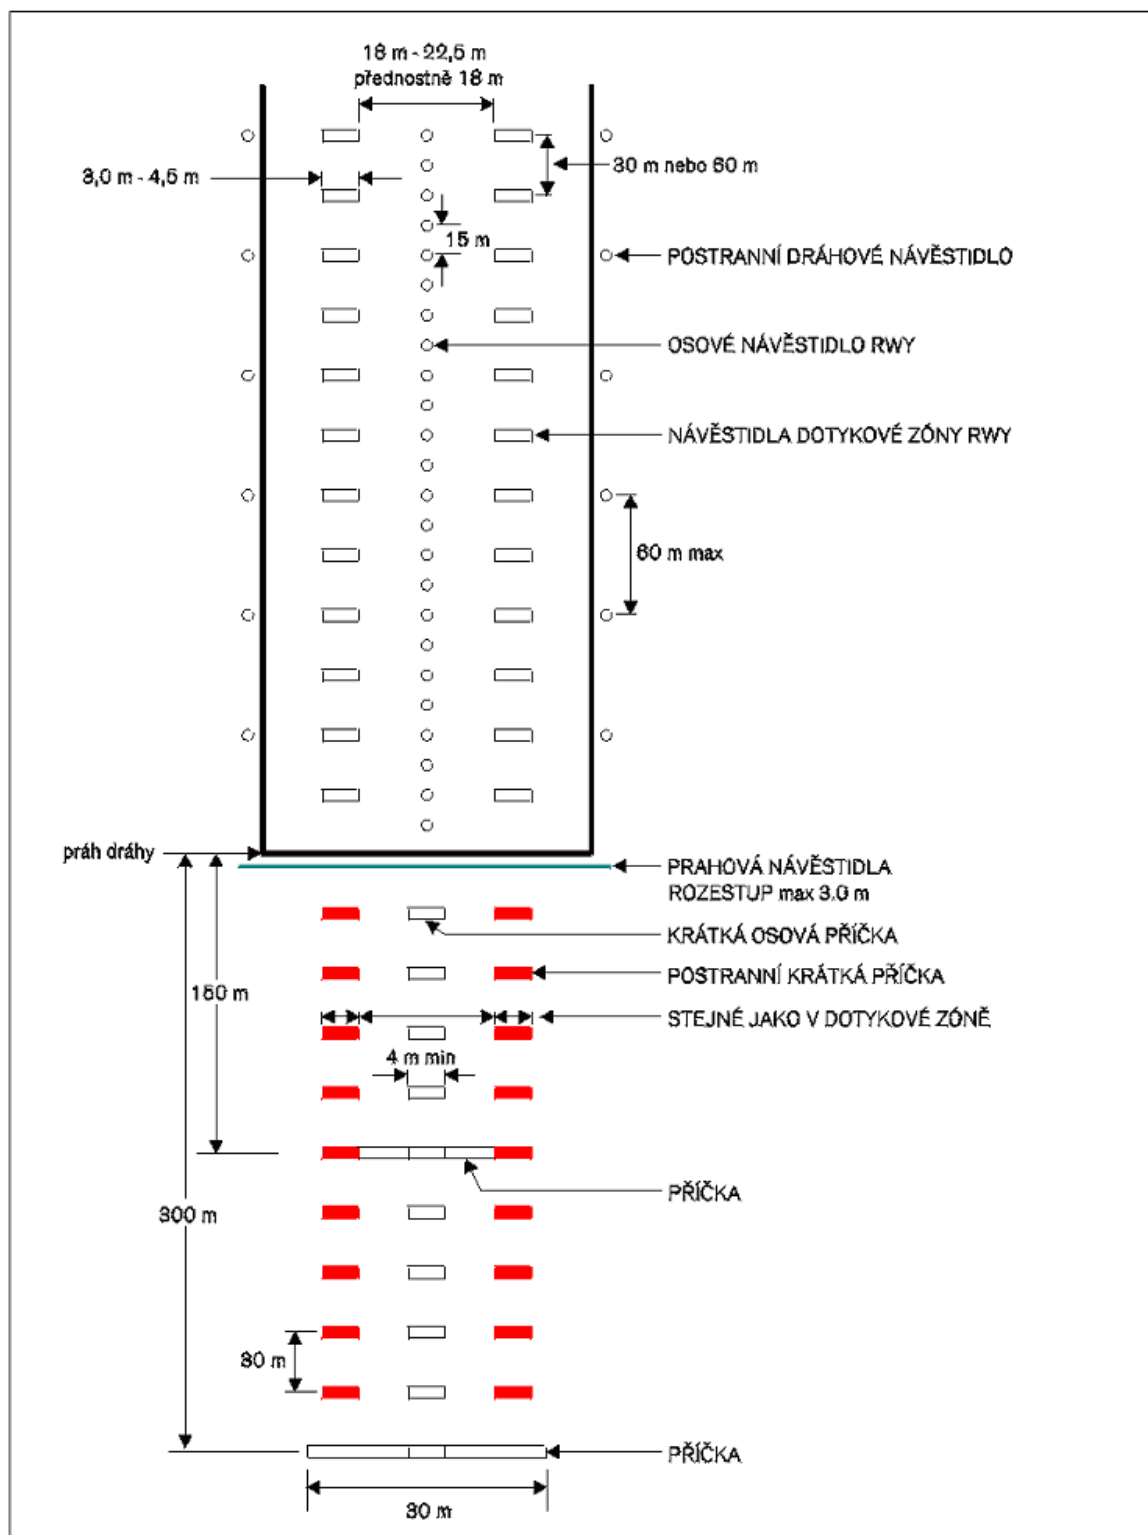 18 m - 22,5 m
přednostně 18 m
3,0 m - 4,5 m
30 m nebo 60 m
15 m
POSTRANNÍ DRÁHOVÉ NÁVĚSTIDLO
OSOVÉ NÁVĚSTIDLO RWY
NÁVĚSTIDLA DOTYKOVÉ ZÓNY RWY
60 m max
práh dráhy
PRAHOVÁ NÁVĚSTIDLA
ROZESTUP max 3.0 m
KRÁTKÁ OSOVÁ PŘÍČKA
POSTRANNÍ KRÁTKÁ PŘÍČKA
150 m
STEJNÉ JAKO V DOTYKOVÉ ZÓNĚ
4 m min
PŘÍČKA
300 m
30 m
PŘÍČKA
30 m